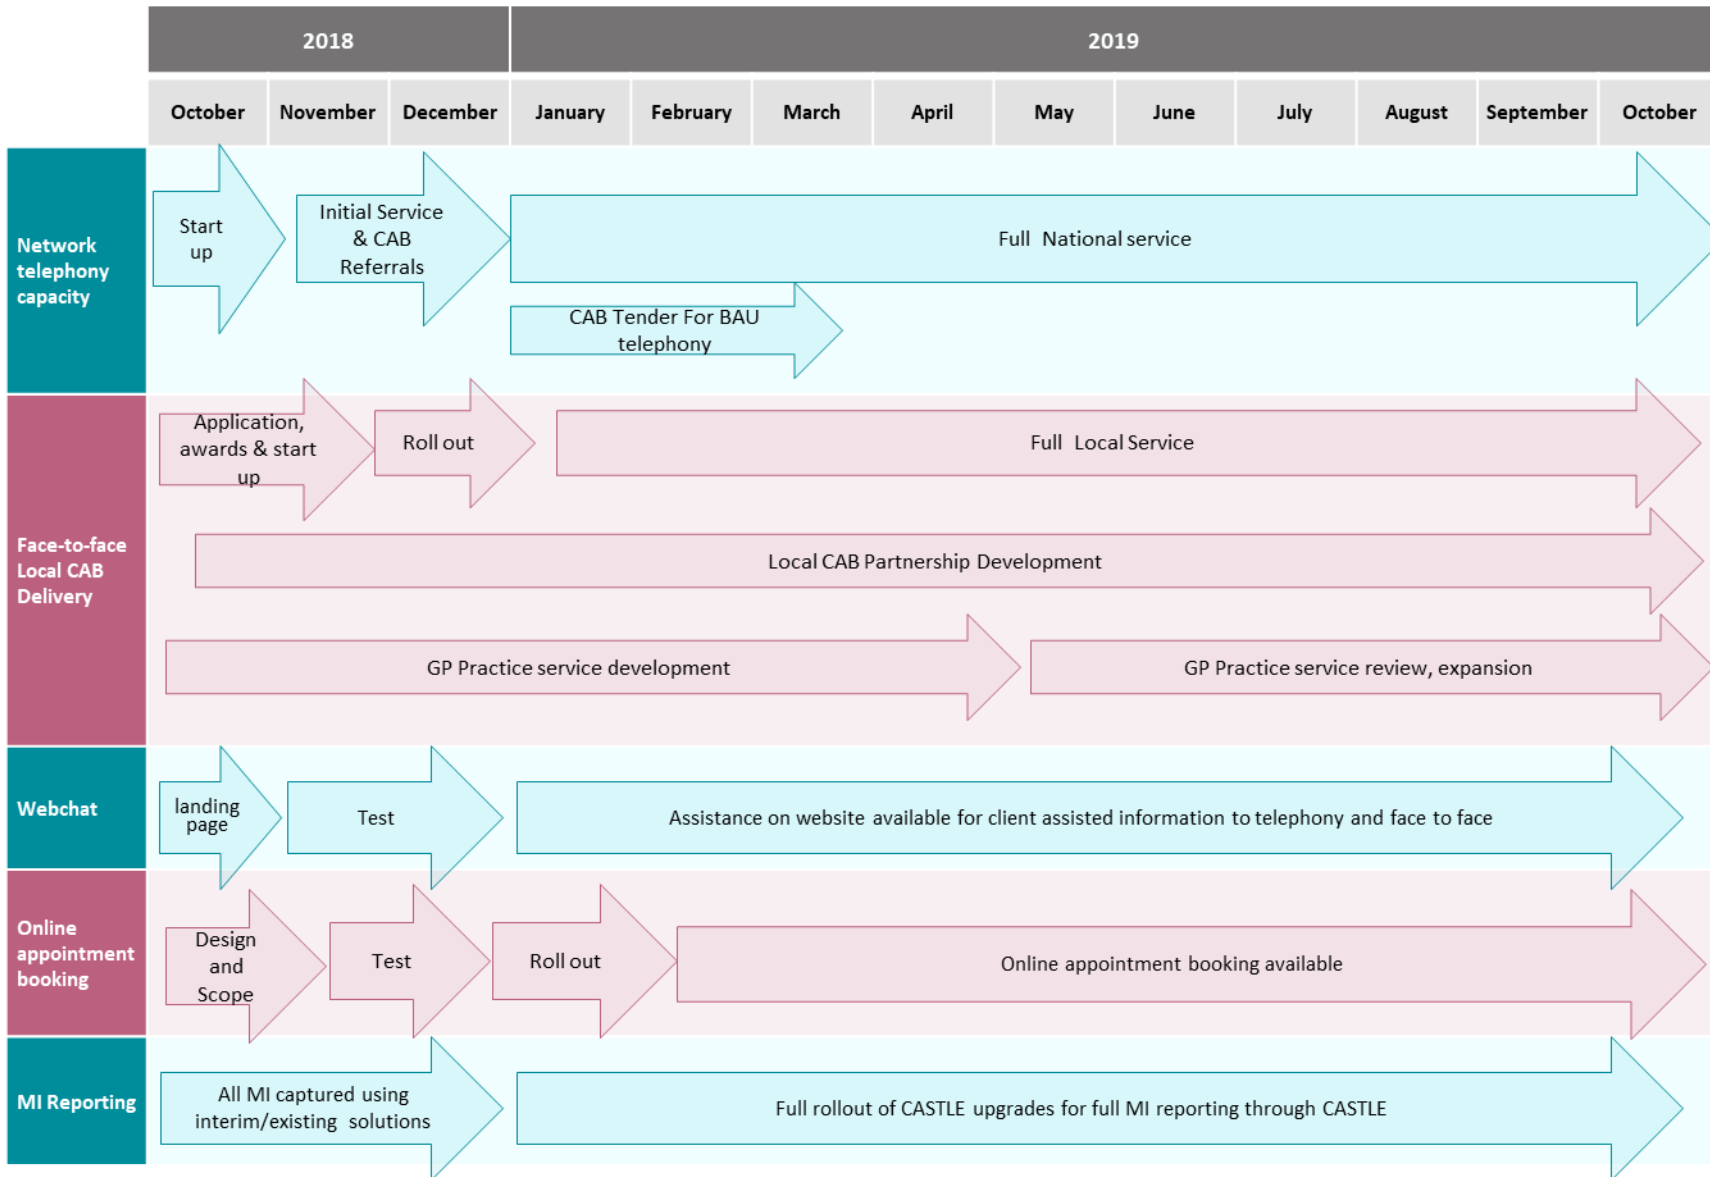 2018
2019
October
November
December
January
February
March
April
May
June
July
August
September
October
Network
telephony
capacity
Start
up
Initial Service
& CAB
Referrals
Full National service
CAB Tender For BAU
telephony
Face-to-face
Local CAB
Delivery
Application,
awards & start
up
Roll out
Full Local Service
Local CAB Partnership Development
GP Practice service development
GP Practice service review, expansion
Webchat
landing
page
Test
Assistance on website available for client assisted information to telephony and face to face
Online
appointment
booking
Design
and
Scope
Test
Roll out
Online appointment booking available
MI Reporting
All MI captured using
interim/existing solutions
Full rollout of CASTLE upgrades for full MI reporting through CASTLE